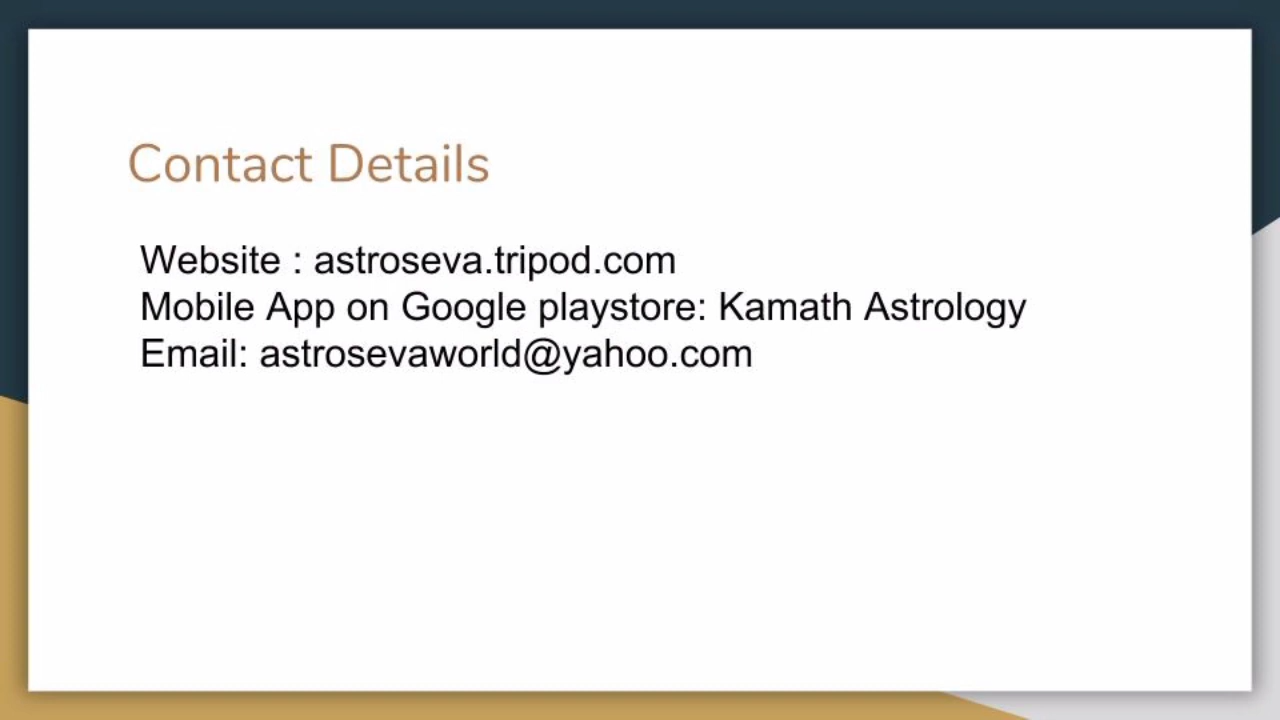 Contact Details
Website : astroseva.tripod.com
Mobile App on Google playstore: Kamath Astrology
Email: astrosevaworld@yahoo.com